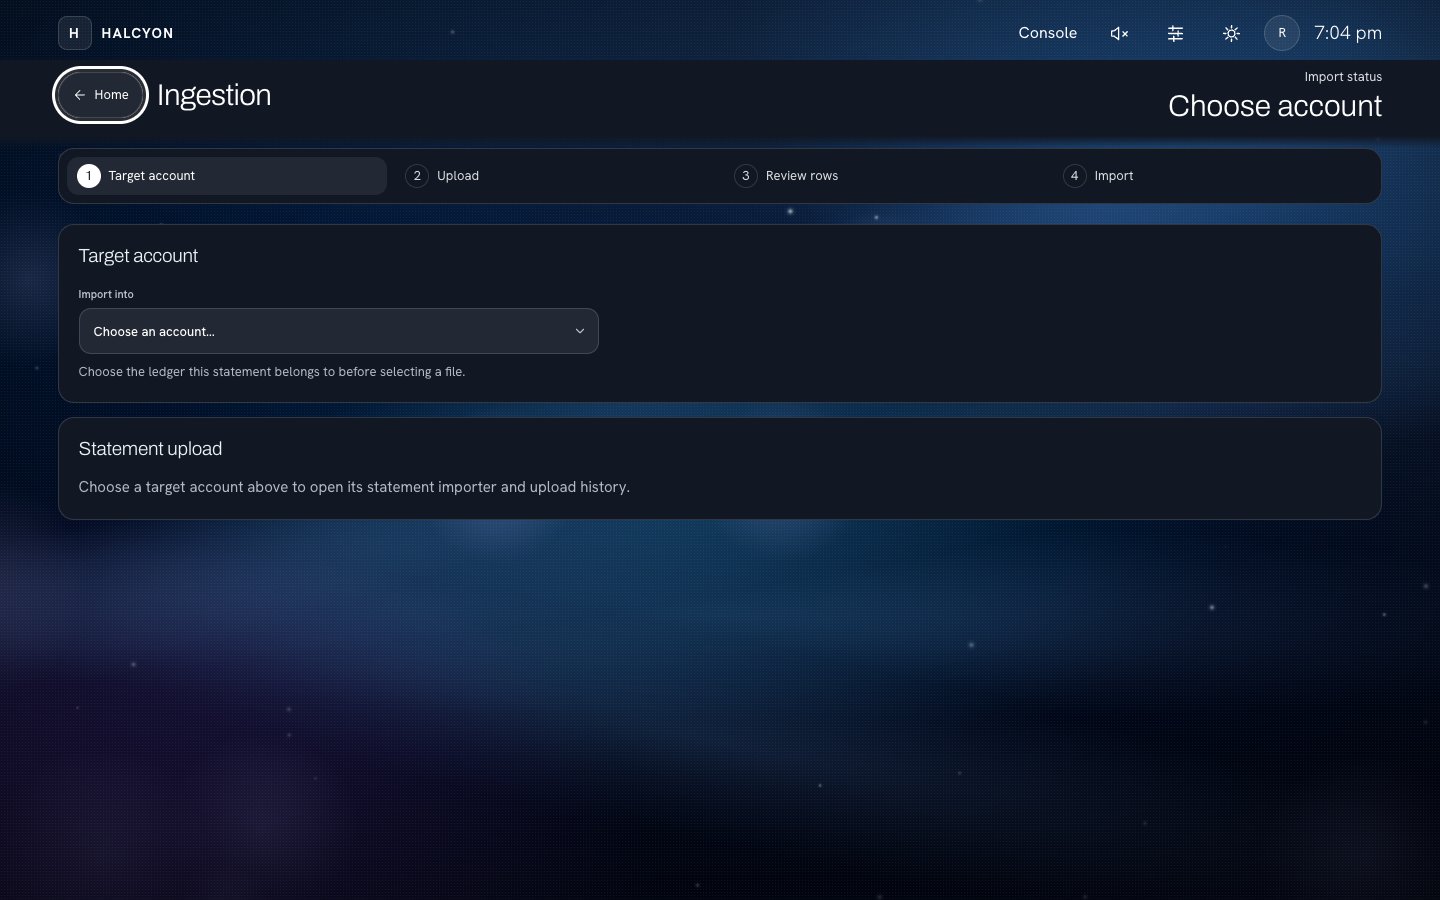 H HALCYON
Console
R
7:04 pm
Home
Ingestion
Import status
Choose account
1 Target account
2 Upload
3 Review rows
4 Import
Target account
Import into
Choose an account...
Choose the ledger this statement belongs to before selecting a file.
Statement upload
Choose a target account above to open its statement importer and upload history.